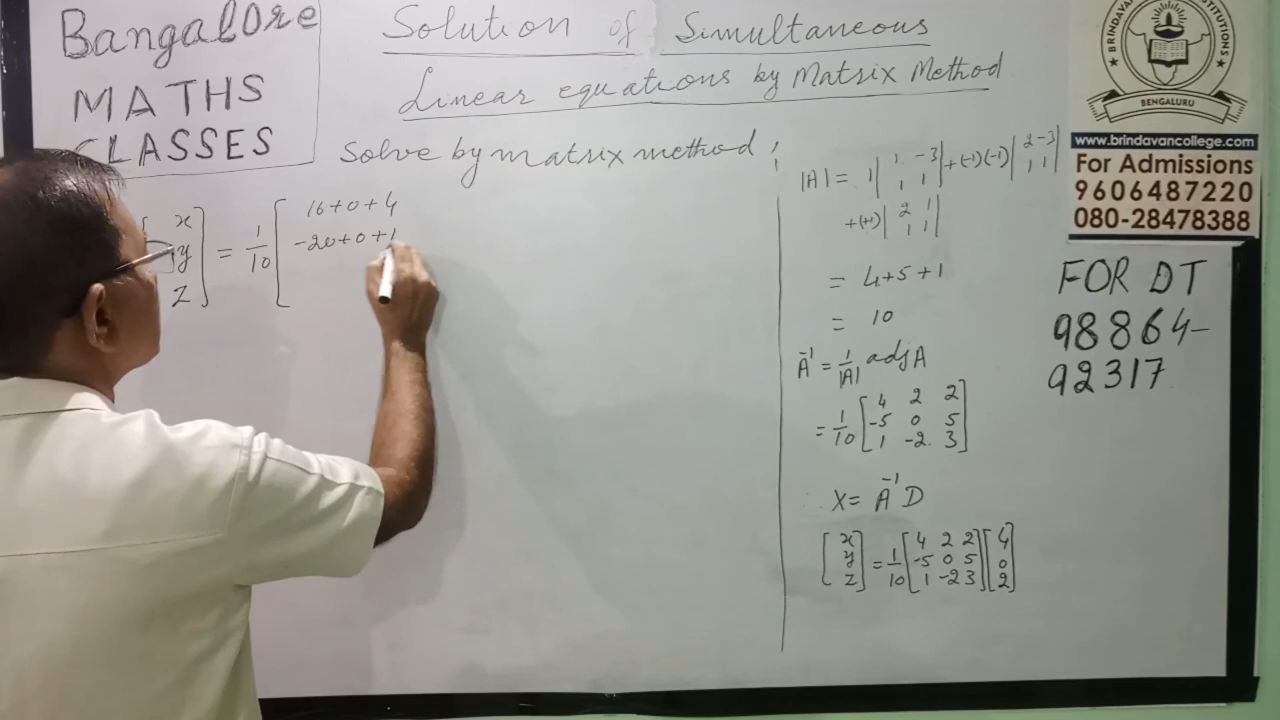 Bangalore
MATHS
CLASSES
Solution of Simultaneous
Linear equations by Matrix Method
Solve by matrix method,
[x y z] = 1/10 [16+0+4
-20+0+1
|A| = 1 |1 -3; 1 1| + (-1)(-1) |2 -3; 1 1|
+(+1) |2 1; 1 1|
= 4+5+1
= 10
A⁻¹ = 1/|A| adj A
= 1/10 [4 2 2; -5 0 5; 1 -2 3]
∴ X = A⁻¹ D
[x; y; z] = 1/10 [4 2 2; -5 0 5; 1 -2 3] [4; 0; 2]
BENGALURU
www.brindavancollege.com
For Admissions
9606487220
080-28478388
FOR DT
98864-
92317